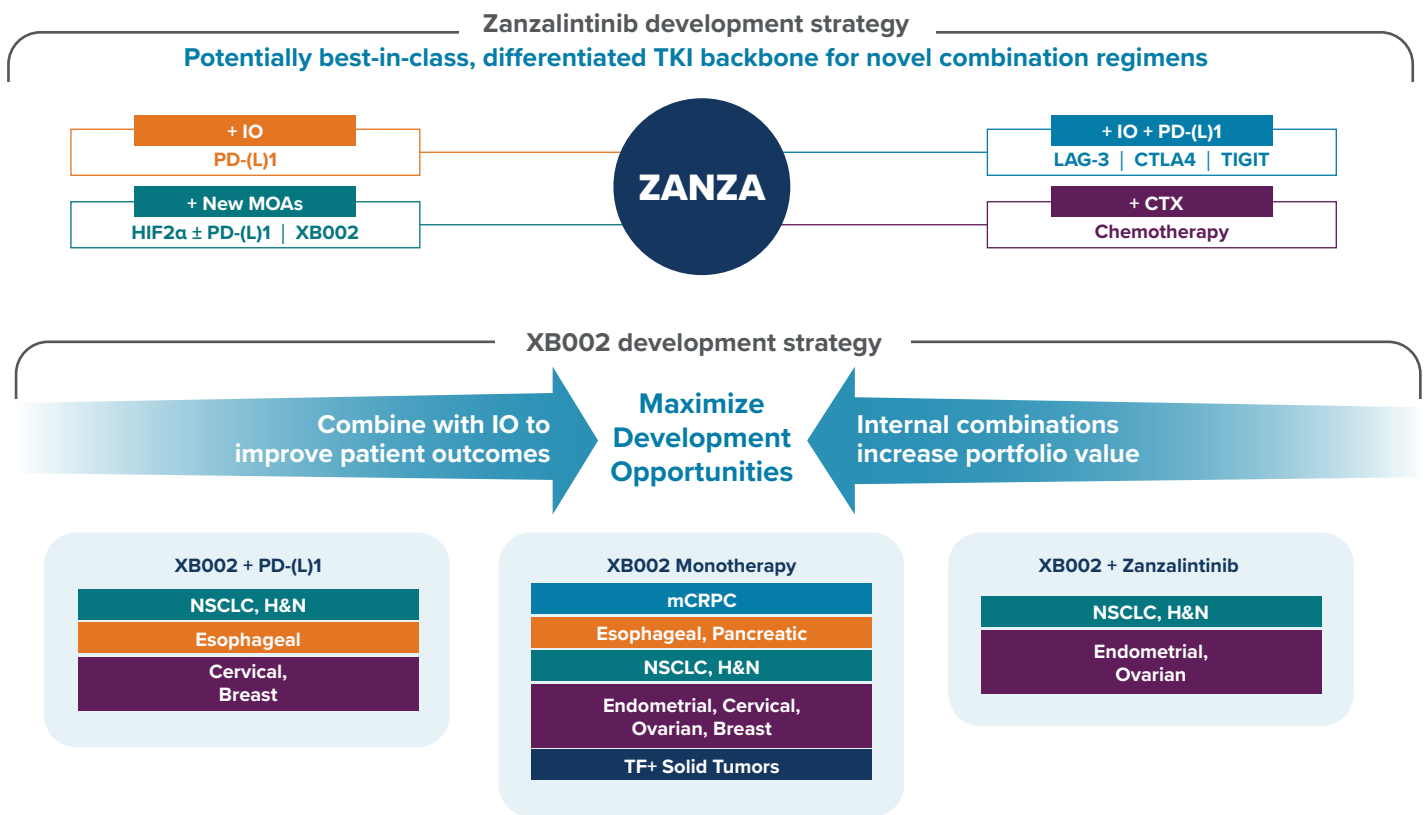 Zanzalintinib development strategy
Potentially best-in-class, differentiated TKI backbone for novel combination regimens
+ IO
PD-(L)1
+ New MOAs
HIF2α ± PD-(L)1 | XB002
ZANZA
+ IO + PD-(L)1
LAG-3 | CTLA4 | TIGIT
+ CTX
Chemotherapy
XB002 development strategy
Combine with IO to
improve patient outcomes
Maximize
Development
Opportunities
Internal combinations
increase portfolio value
XB002 + PD-(L)1
NSCLC, H&N
Esophageal
Cervical,
Breast
XB002 Monotherapy
mCRPC
Esophageal, Pancreatic
NSCLC, H&N
Endometrial, Cervical,
Ovarian, Breast
TF+ Solid Tumors
XB002 + Zanzalintinib
NSCLC, H&N
Endometrial,
Ovarian